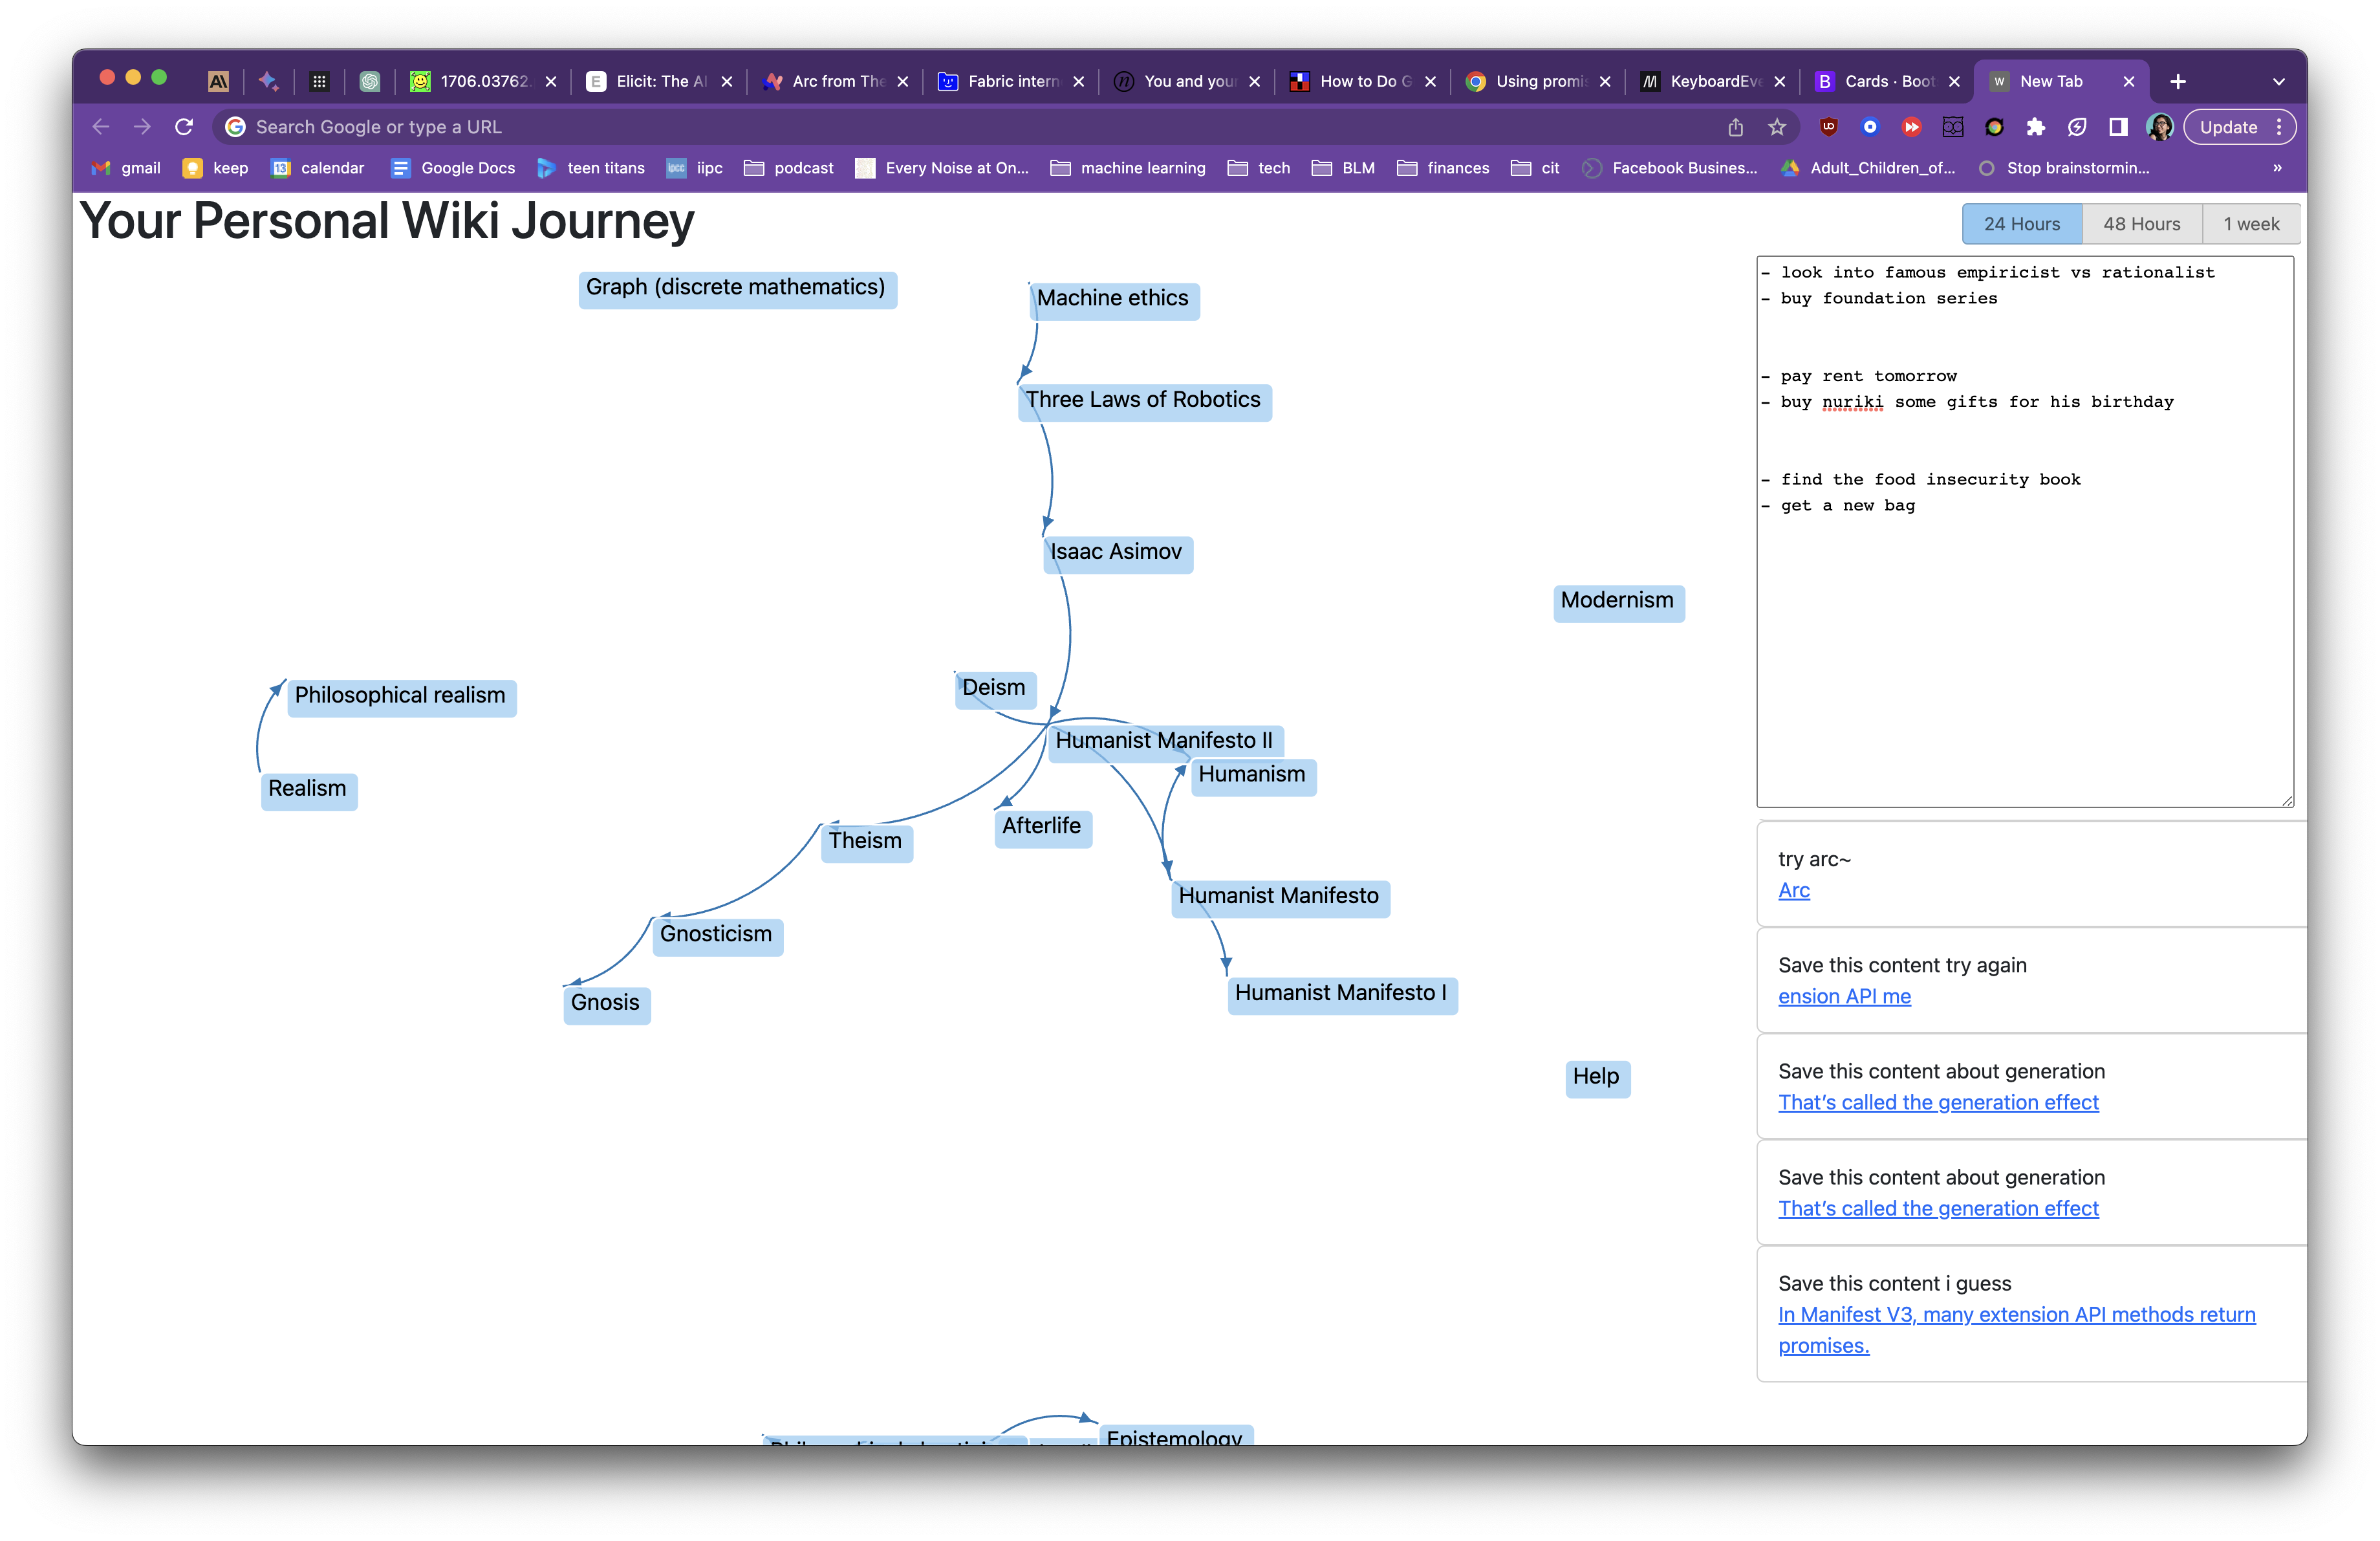 1706.03762.
Elicit: The AI
Arc from The
Fabric intern
You and your
How to Do G
Using promis
KeyboardEve
Cards · Boot
New Tab
Search Google or type a URL
Update
gmail
keep
calendar
Google Docs
teen titans
iipc
podcast
Every Noise at On...
machine learning
tech
BLM
finances
cit
Facebook Busines...
Adult_Children_of...
Stop brainstormin...
»
Your Personal Wiki Journey
24 Hours
48 Hours
1 week
Graph (discrete mathematics)
Machine ethics
Three Laws of Robotics
Isaac Asimov
Modernism
Philosophical realism
Realism
Deism
Humanist Manifesto II
Humanism
Afterlife
Theism
Humanist Manifesto
Gnosticism
Humanist Manifesto I
Gnosis
Help
Epistemology
- look into famous empiricist vs rationalist
- buy foundation series
- pay rent tomorrow
- buy nuriki some gifts for his birthday
- find the food insecurity book
- get a new bag
try arc~
Arc
Save this content try again
ension API me
Save this content about generation
That's called the generation effect
Save this content about generation
That's called the generation effect
Save this content i guess
In Manifest V3, many extension API methods return
promises.